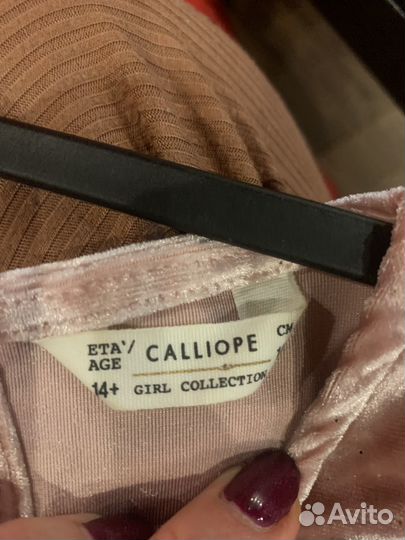 ETA'/ AGE CALLIOPE CM
14+ GIRL COLLECTION
Avito